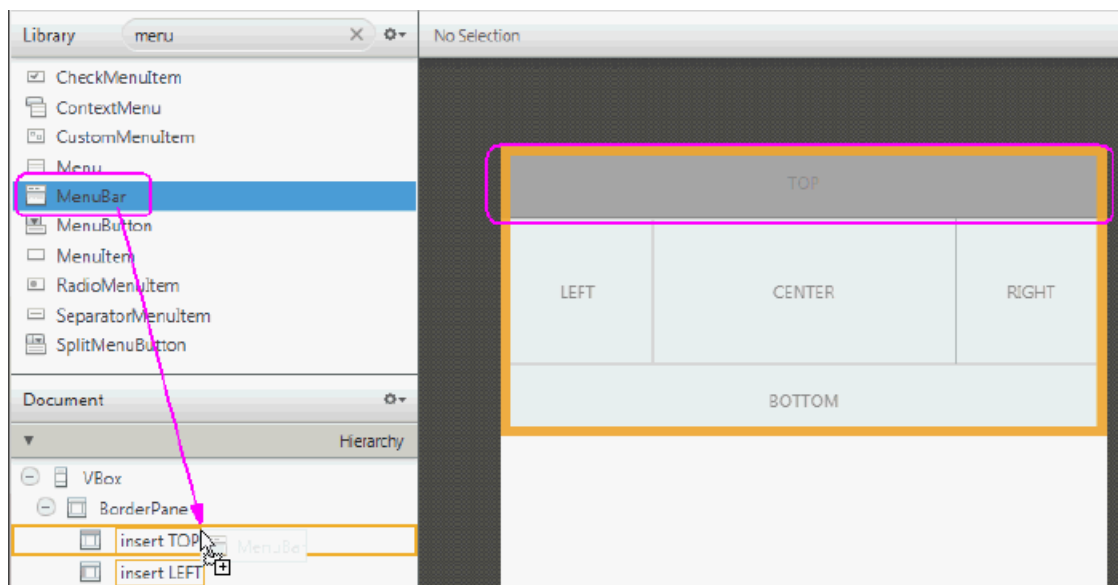 Library menu
No Selection
CheckMenuItem
ContextMenu
CustomMenuItem
Menu
MenuBar
MenuButton
MenuItem
RadioMenuItem
SeparatorMenuItem
SplitMenuButton
Document
Hierarchy
VBox
BorderPane
insert TOP MenuBar
insert LEFT
TOP
LEFT CENTER RIGHT
BOTTOM